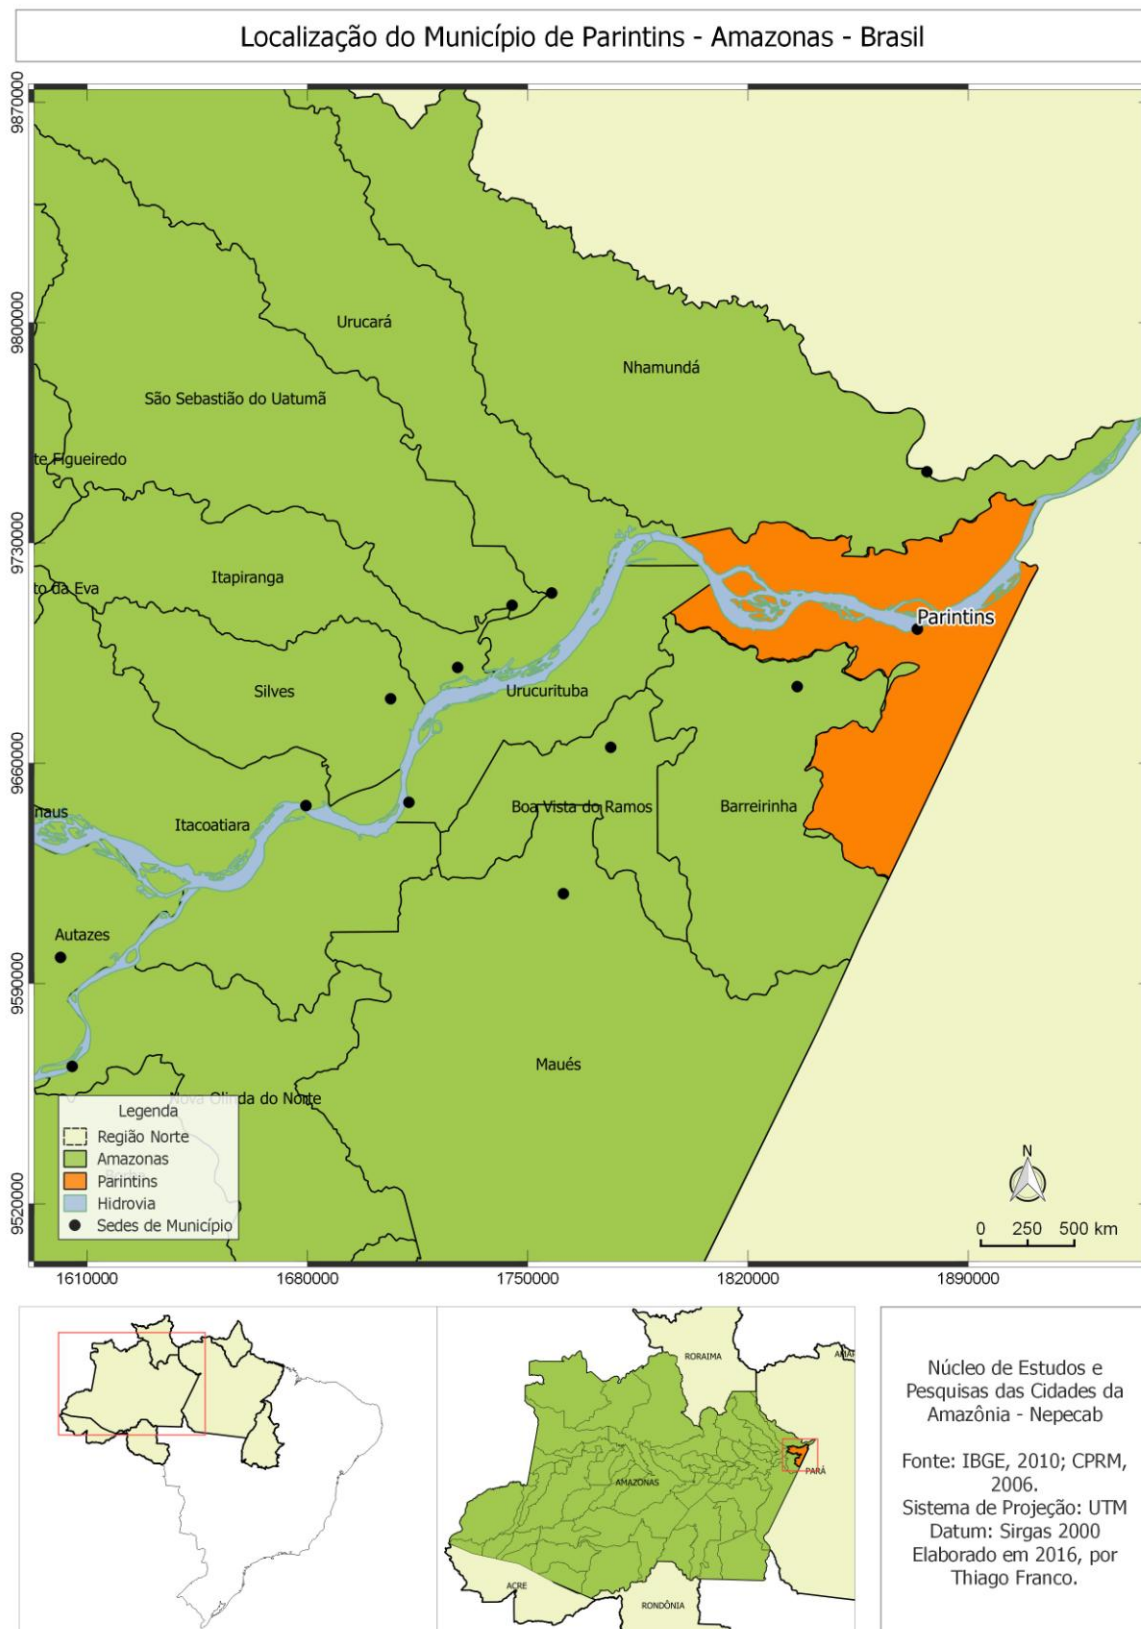 Localização do Município de Parintins - Amazonas - Brasil
9870000
9800000
9730000
9660000
9590000
9520000
Urucará
Nhamundá
São Sebastião do Uatumã
te Figueiredo
Itapiranga
to da Eva
Parintins
Silves
Urucurituba
naus
Itacoatiara
Boa Vista do Ramos
Barreirinha
Autazes
Maués
Nova Olinda do Norte
Legenda
Região Norte
Amazonas
Parintins
Hidrovia
Sedes de Município
N
0 250 500 km
1610000 1680000 1750000 1820000 1890000
RORAIMA
AMAZONAS
PARÁ
ACRE
RONDÔNIA
Núcleo de Estudos e
Pesquisas das Cidades da
Amazônia - Nepecab
Fonte: IBGE, 2010; CPRM,
2006.
Sistema de Projeção: UTM
Datum: Sirgas 2000
Elaborado em 2016, por
Thiago Franco.